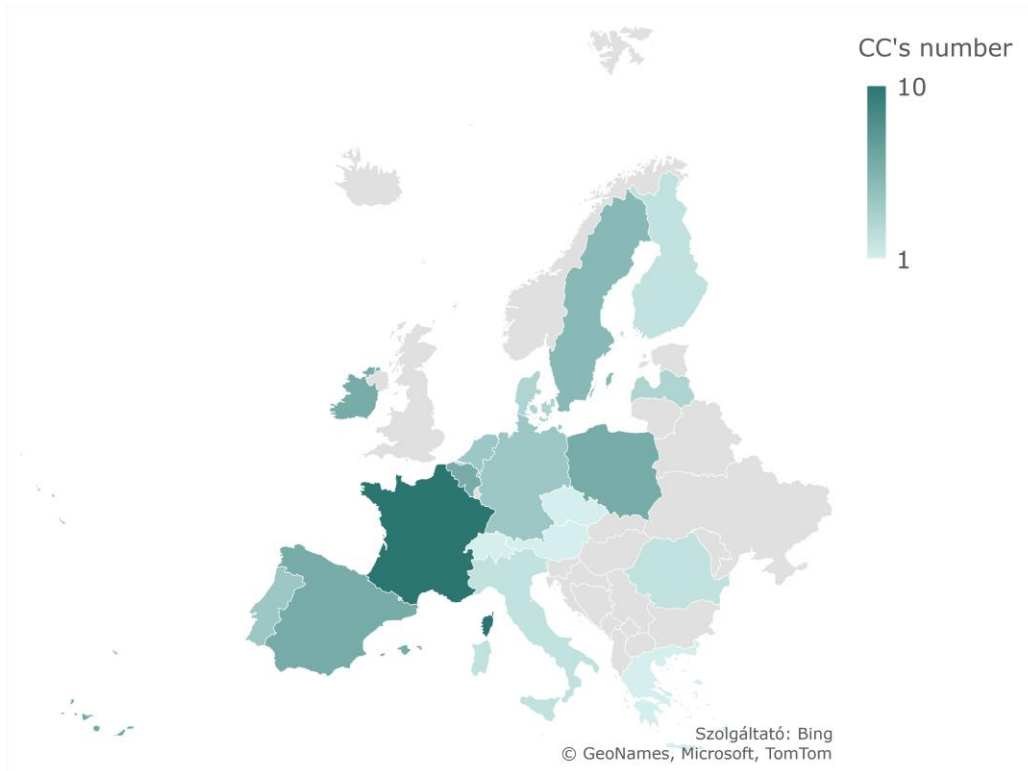 CC's number
10
1
Szolgáltató: Bing
© GeoNames, Microsoft, TomTom